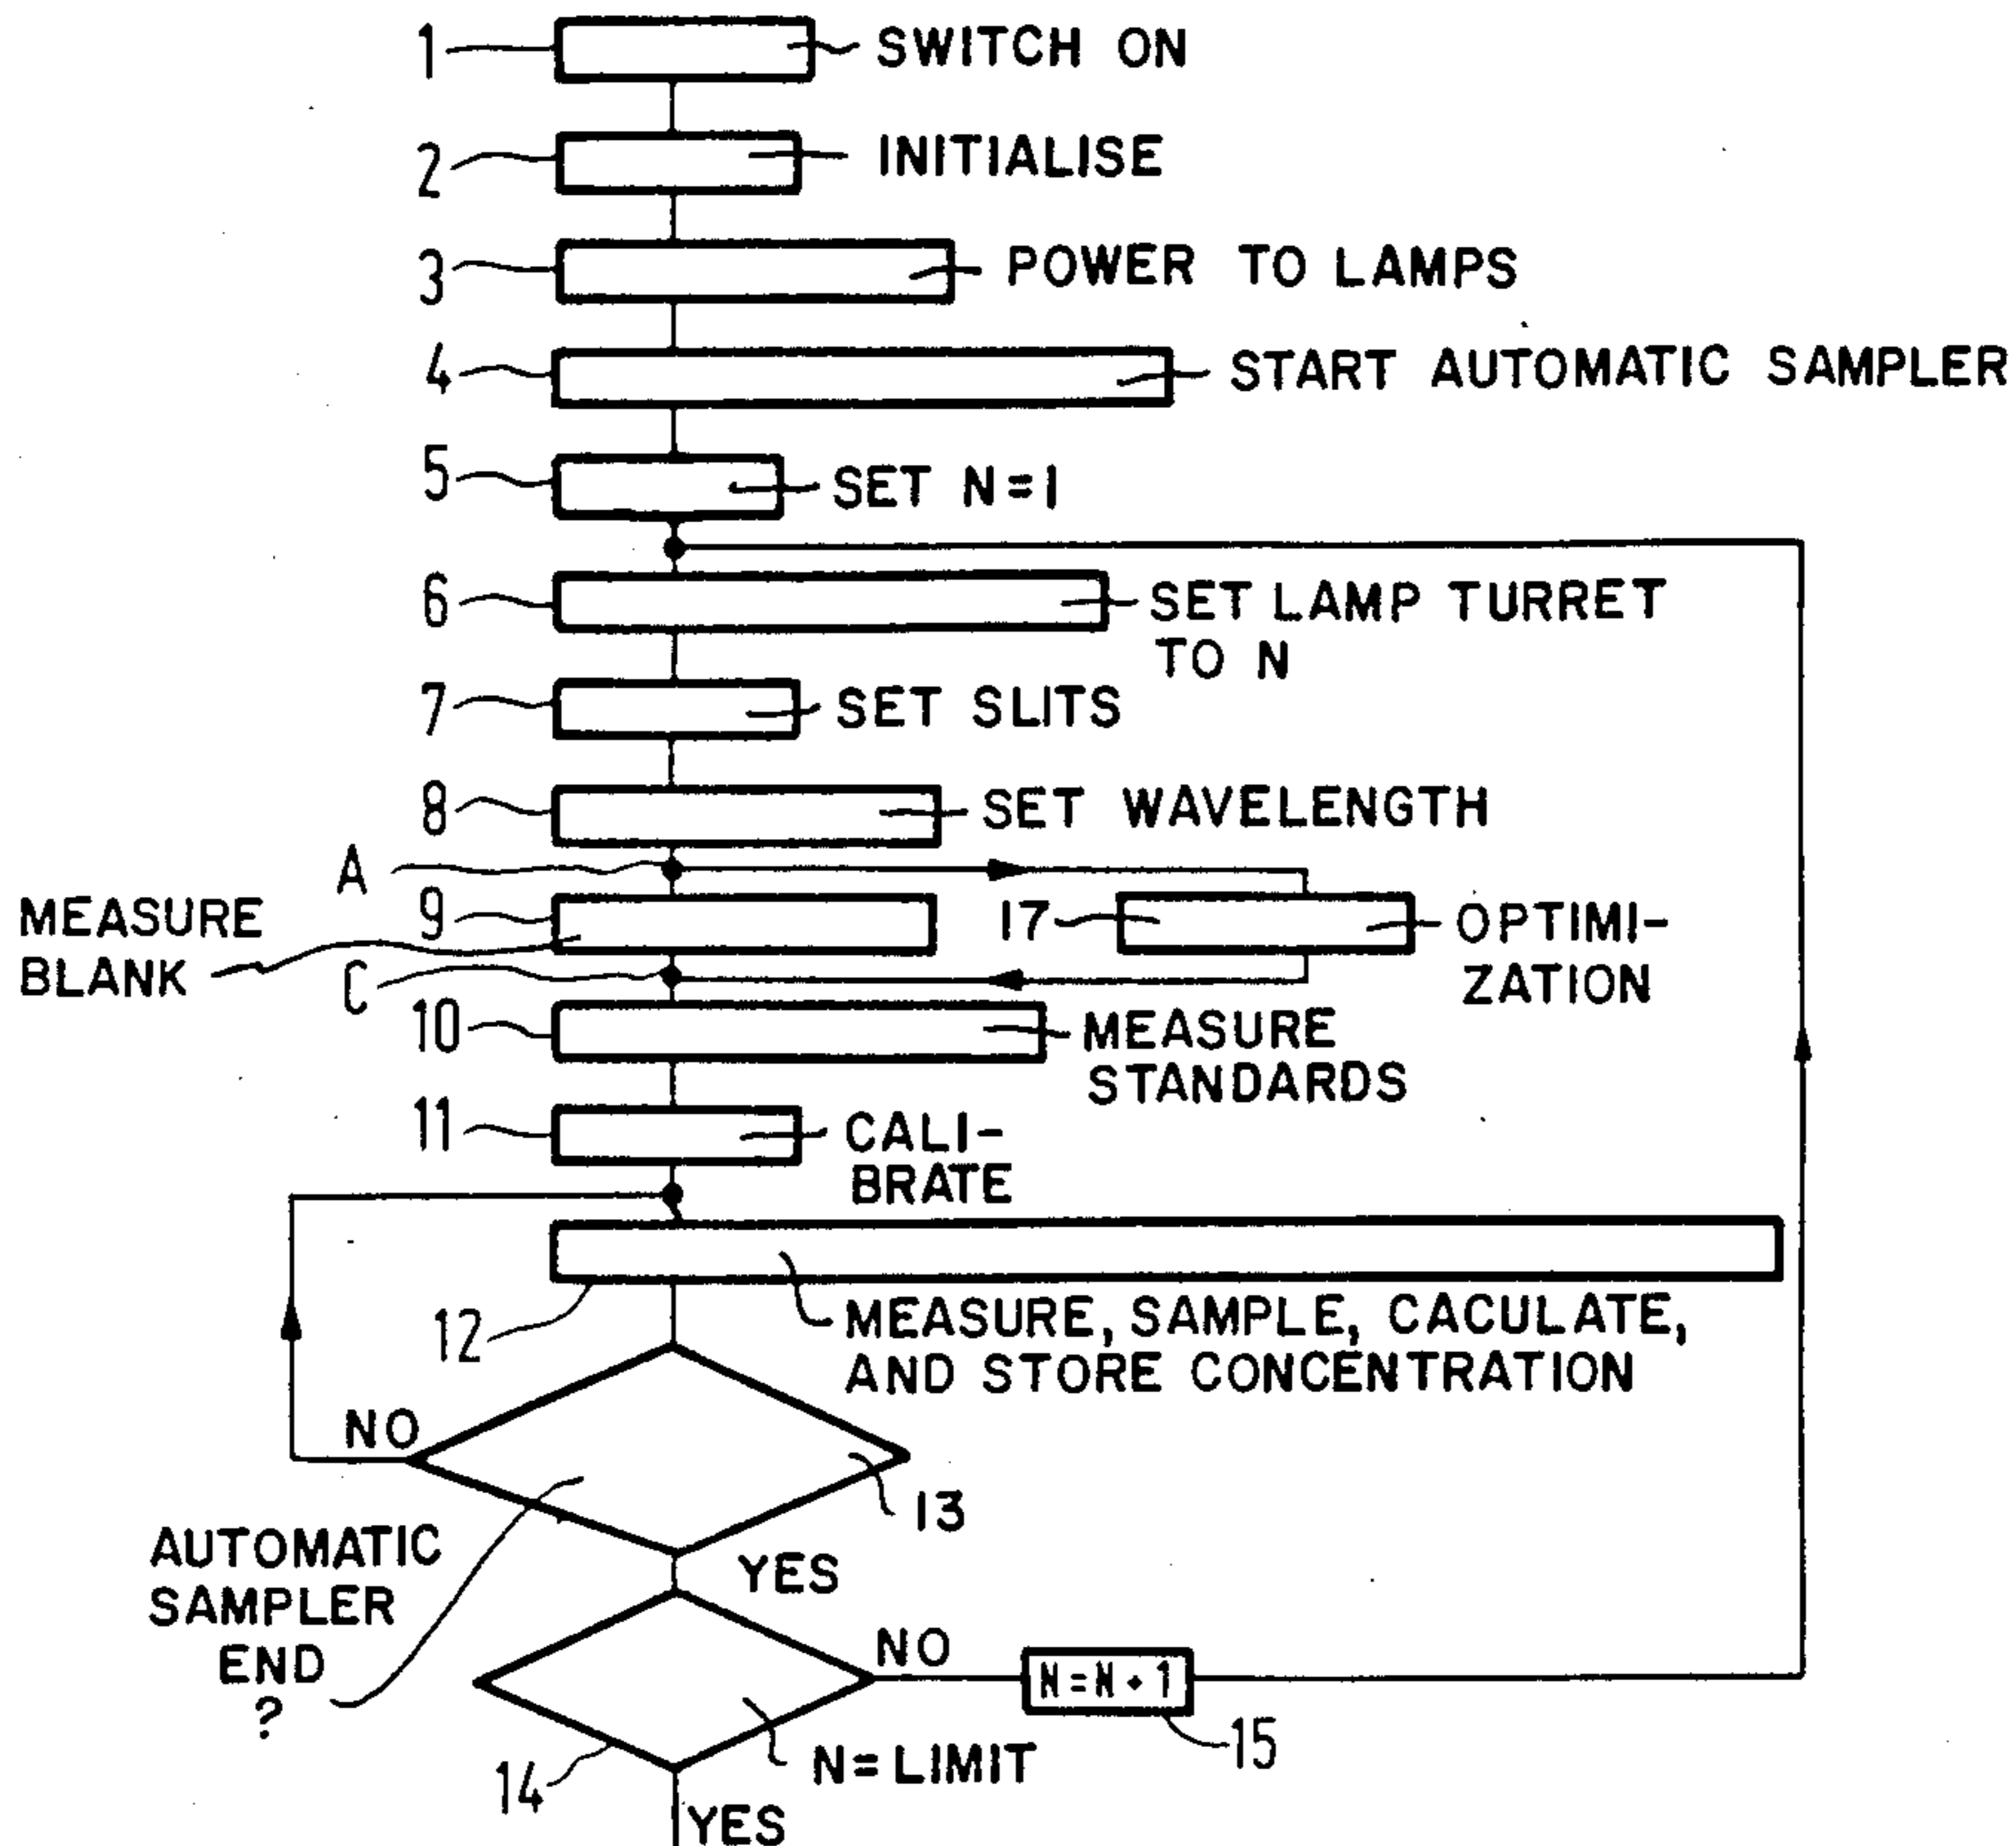 1 SWITCH ON
2 INITIALISE
3 POWER TO LAMPS
4 START AUTOMATIC SAMPLER
5 SET N=1
6 SET LAMP TURRET
TO N
7 SET SLITS
8 SET WAVELENGTH
A
MEASURE
BLANK
9
17 OPTIMI-
ZATION
C
10 MEASURE
STANDARDS
11 CALI-
BRATE
12 MEASURE, SAMPLE, CACULATE,
AND STORE CONCENTRATION
NO
13
AUTOMATIC
SAMPLER
END
?
YES
NO
N=N+1
15
14 N=LIMIT
YES